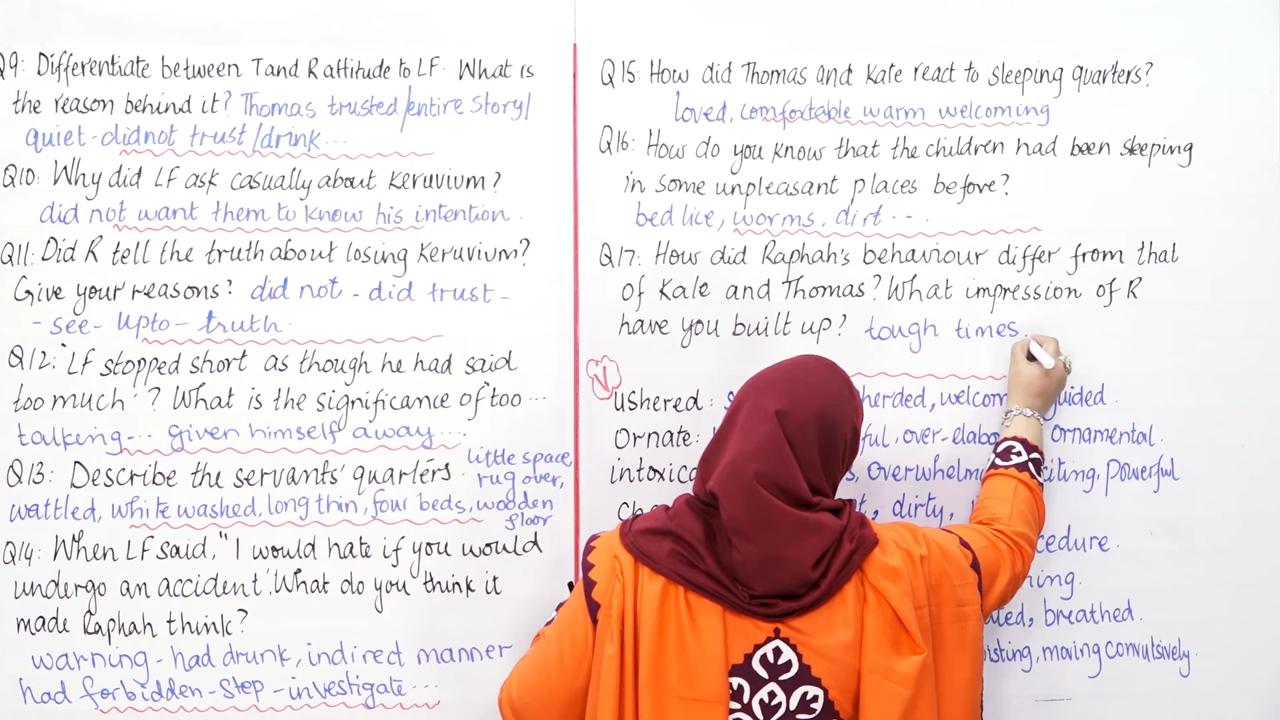 Q9: Differentiate between T and R attitude to LF. What is
the reason behind it? Thomas trusted/entire story/
quiet - didnot trust/drink...
Q10: Why did LF ask casually about Keruvium?
did not want them to know his intention.
Q11: Did R tell the truth about losing Keruvium?
Give your reasons? did not - did trust -
- see - upto - truth.
Q12: "LF stopped short as though he had said
too much"? What is the significance of too...
talking... given himself away....
Q13: Describe the servants' quarters. little space,
rug over,
wattled, white washed, long thin, four beds, wooden
floor
Q14: When LF said, "I would hate if you would
undergo an accident". What do you think it
made Raphah think?
warning - had drunk, indirect manner
had forbidden - step - investigate...
Q15: How did Thomas and Kate react to sleeping quarters?
loved, comfortable warm welcoming
Q16: How do you know that the children had been sleeping
in some unpleasant places before?
bed lice, worms, dirt...
Q17: How did Raphah's behaviour differ from that
of Kate and Thomas? What impression of R
have you built up? tough times.
V
ushered: herded, welcom guided.
Ornate: ful, over-elabo ornamental.
intoxica overwhelm citing, powerful
dirty,
cedure.
ated, breathed.
isting, moving convulsively.